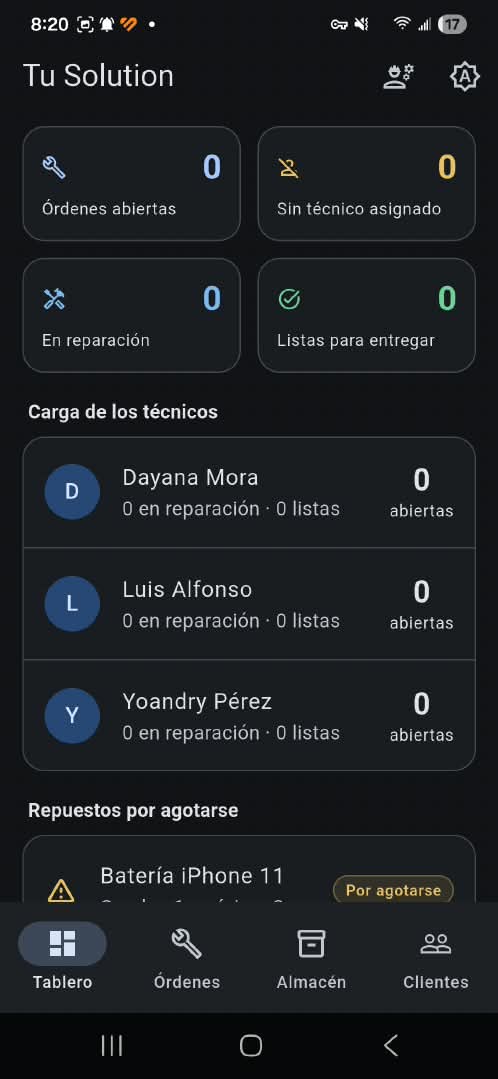 8:20
17
Tu Solution
A
0
Órdenes abiertas
0
Sin técnico asignado
0
En reparación
0
Listas para entregar
Carga de los técnicos
D
Dayana Mora
0 en reparación · 0 listas
0
abiertas
L
Luis Alfonso
0 en reparación · 0 listas
0
abiertas
Y
Yoandry Pérez
0 en reparación · 0 listas
0
abiertas
Repuestos por agotarse
Batería iPhone 11
Por agotarse
Tablero
Órdenes
Almacén
Clientes